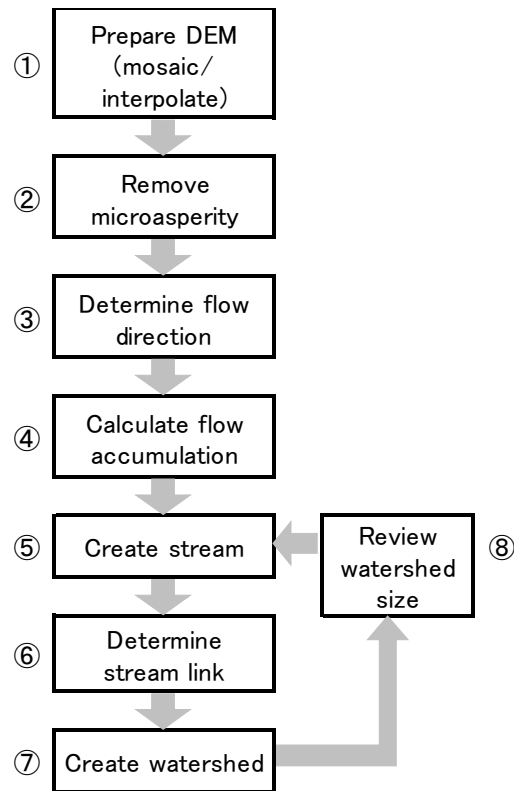 ①
Prepare DEM
(mosaic/
interpolate)
②
Remove
microasperity
③
Determine flow
direction
④
Calculate flow
accumulation
⑤
Create stream
Review
watershed
size
⑧
⑥
Determine
stream link
⑦
Create watershed